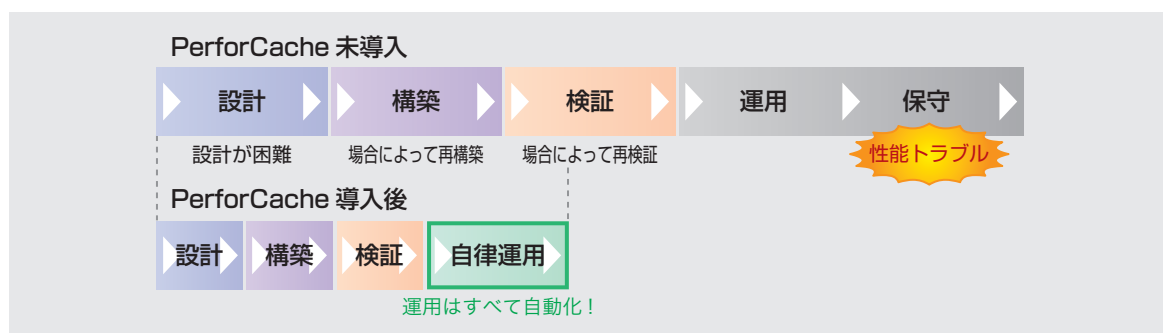 PerforCache 未導入
設計 構築 検証 運用 保守
設計が困難 場合によって再構築 場合によって再検証 性能トラブル
PerforCache 導入後
設計 構築 検証 自律運用
運用はすべて自動化！